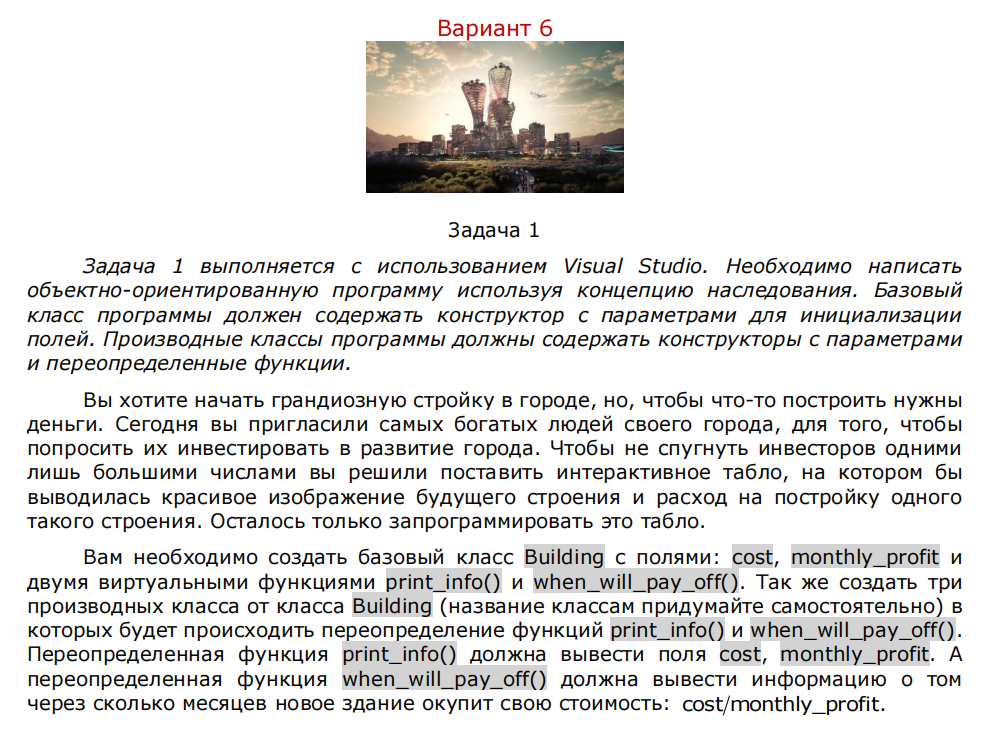 Вариант 6
Задача 1
Задача 1 выполняется с использованием Visual Studio. Необходимо написать
объектно-ориентированную программу используя концепцию наследования. Базовый
класс программы должен содержать конструктор с параметрами для инициализации
полей. Производные классы программы должны содержать конструкторы с параметрами
и переопределенные функции.
Вы хотите начать грандиозную стройку в городе, но, чтобы что-то построить нужны
деньги. Сегодня вы пригласили самых богатых людей своего города, для того, чтобы
попросить их инвестировать в развитие города. Чтобы не спугнуть инвесторов одними
лишь большими числами вы решили поставить интерактивное табло, на котором бы
выводилась красивое изображение будущего строения и расход на постройку одного
такого строения. Осталось только запрограммировать это табло.
Вам необходимо создать базовый класс Building с полями: cost, monthly_profit и
двумя виртуальными функциями print_info() и when_will_pay_off(). Так же создать три
производных класса от класса Building (название классам придумайте самостоятельно) в
которых будет происходить переопределение функций print_info() и when_will_pay_off().
Переопределенная функция print_info() должна вывести поля cost, monthly_profit. А
переопределенная функция when_will_pay_off() должна вывести информацию о том
через сколько месяцев новое здание окупит свою стоимость: cost/monthly_profit.